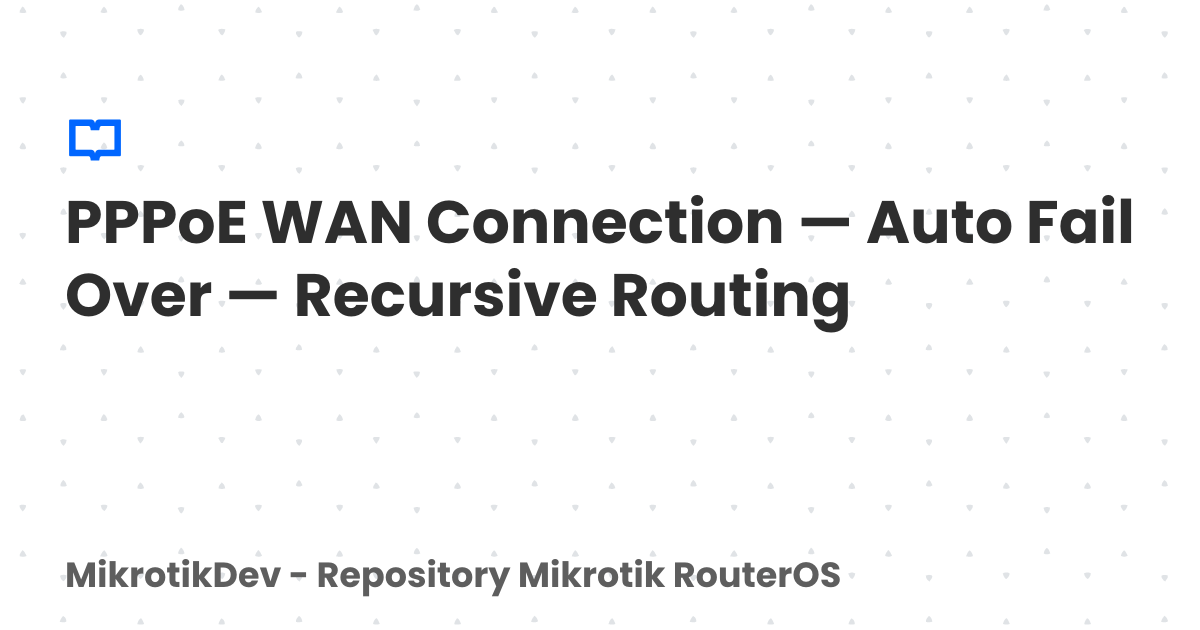 PPPoE WAN Connection — Auto Fail
Over — Recursive Routing
MikrotikDev - Repository Mikrotik RouterOS